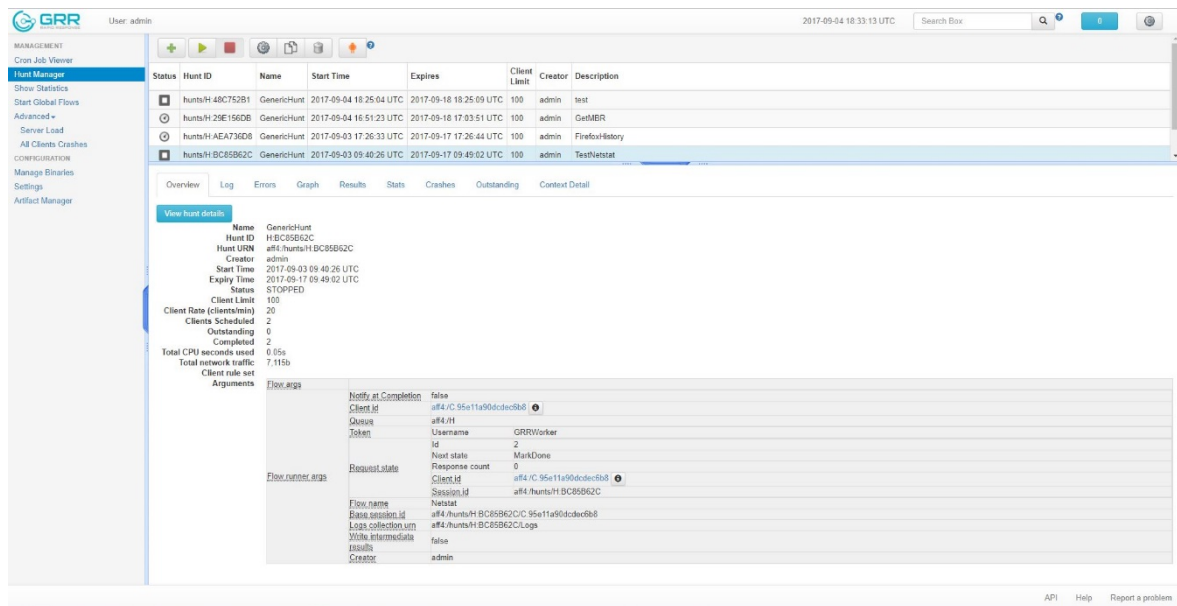 GRR
User: admin
2017-09-04 18:33:13 UTC
Search Box
0
MANAGEMENT
Cron Job Viewer
Hunt Manager
Show Statistics
Start Global Flows
Advanced
Server Load
All Clients Crashes
CONFIGURATION
Manage Binaries
Settings
Artifact Manager
Status Hunt ID Name Start Time Expires Client Limit Creator Description
hunts/H:48C752B1 GenericHunt 2017-09-04 18:25:04 UTC 2017-09-18 18:25:09 UTC 100 admin test
hunts/H:29E156DB GenericHunt 2017-09-04 16:51:23 UTC 2017-09-18 17:03:51 UTC 100 admin GetMBR
hunts/H:AEA736D8 GenericHunt 2017-09-03 17:26:33 UTC 2017-09-17 17:26:44 UTC 100 admin FirefoxHistory
hunts/H:BC85B62C GenericHunt 2017-09-03 09:40:26 UTC 2017-09-17 09:49:02 UTC 100 admin TestNetstat
Overview Log Errors Graph Results Stats Crashes Outstanding Context Detail
View hunt details
Name GenericHunt
Hunt ID H:BC85B62C
Hunt URN aff4:/hunts/H:BC85B62C
Creator admin
Start Time 2017-09-03 09:40:26 UTC
Expiry Time 2017-09-17 09:49:02 UTC
Status STOPPED
Client Limit 100
Client Rate (clients/min) 20
Clients Scheduled 2
Outstanding 0
Completed 2
Total CPU seconds used 0.05s
Total network traffic 7,115b
Client rule set
Arguments Flow args
Flow runner args
Notify at Completion false
Client id aff4:/C.95e11a90dcdec6b8
Queue aff4:/H
Token Username GRRWorker
Request state
Id 2
Next state MarkDone
Response count 0
Client id aff4:/C.95e11a90dcdec6b8
Session id aff4:/hunts/H:BC85B62C
Flow name Netstat
Base session id aff4:/hunts/H:BC85B62C/C.95e11a90dcdec6b8
Logs collection urn aff4:/hunts/H:BC85B62C/Logs
Write intermediate results false
Creator admin
API Help Report a problem